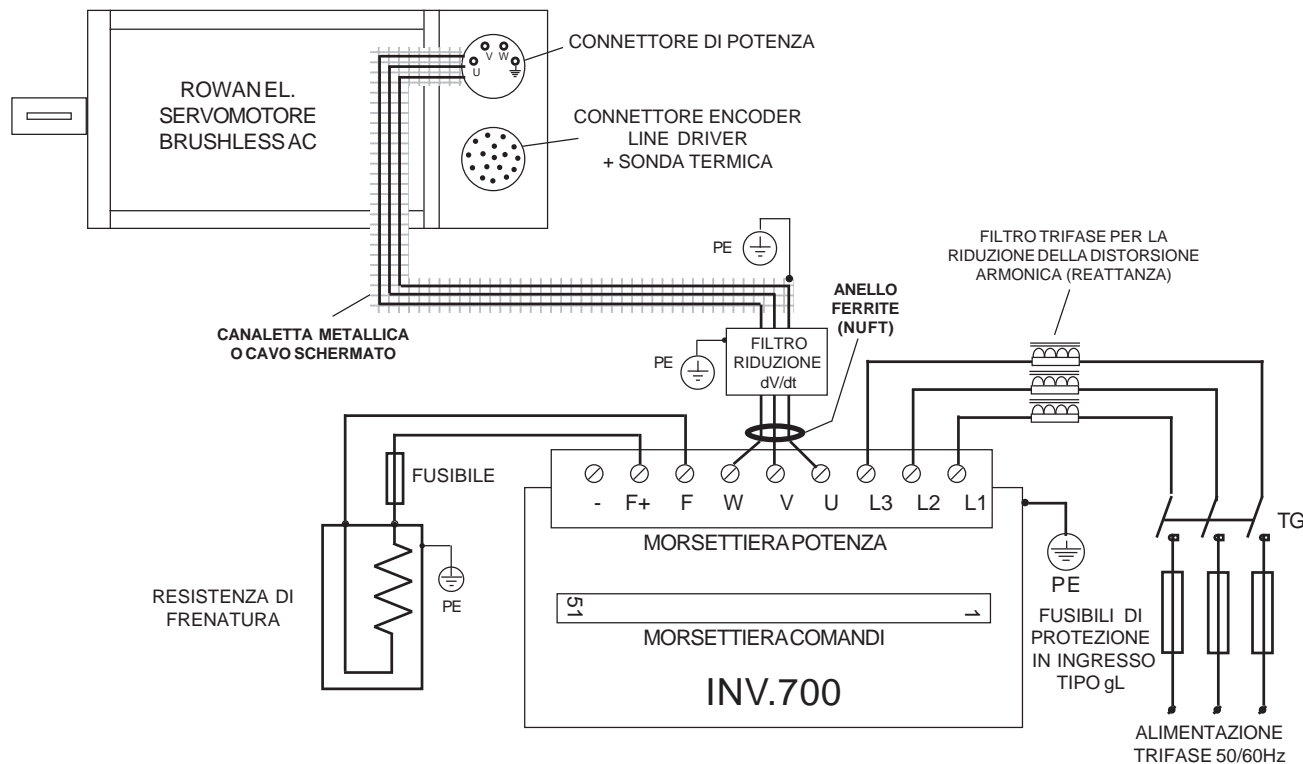 CONNETTORE DI POTENZA
V W
U
ROWAN EL.
SERVOMOTORE
BRUSHLESS AC
CONNETTORE ENCODER
LINE DRIVER
+ SONDA TERMICA
PE
FILTRO TRIFASE PER LA
RIDUZIONE DELLA DISTORSIONE
ARMONICA (REATTANZA)
ANELLO
FERRITE
(NUFT)
CANALETTA METALLICA
O CAVO SCHERMATO
PE
FILTRO
RIDUZIONE
dV/dt
FUSIBILE
- F+ F W V U L3 L2 L1
MORSETTIERA POTENZA
TG
PE
PE
RESISTENZA DI
FRENATURA
51 1
MORSETTIERA COMANDI
INV.700
FUSIBILI DI
PROTEZIONE
IN INGRESSO
TIPO gL
ALIMENTAZIONE
TRIFASE 50/60Hz